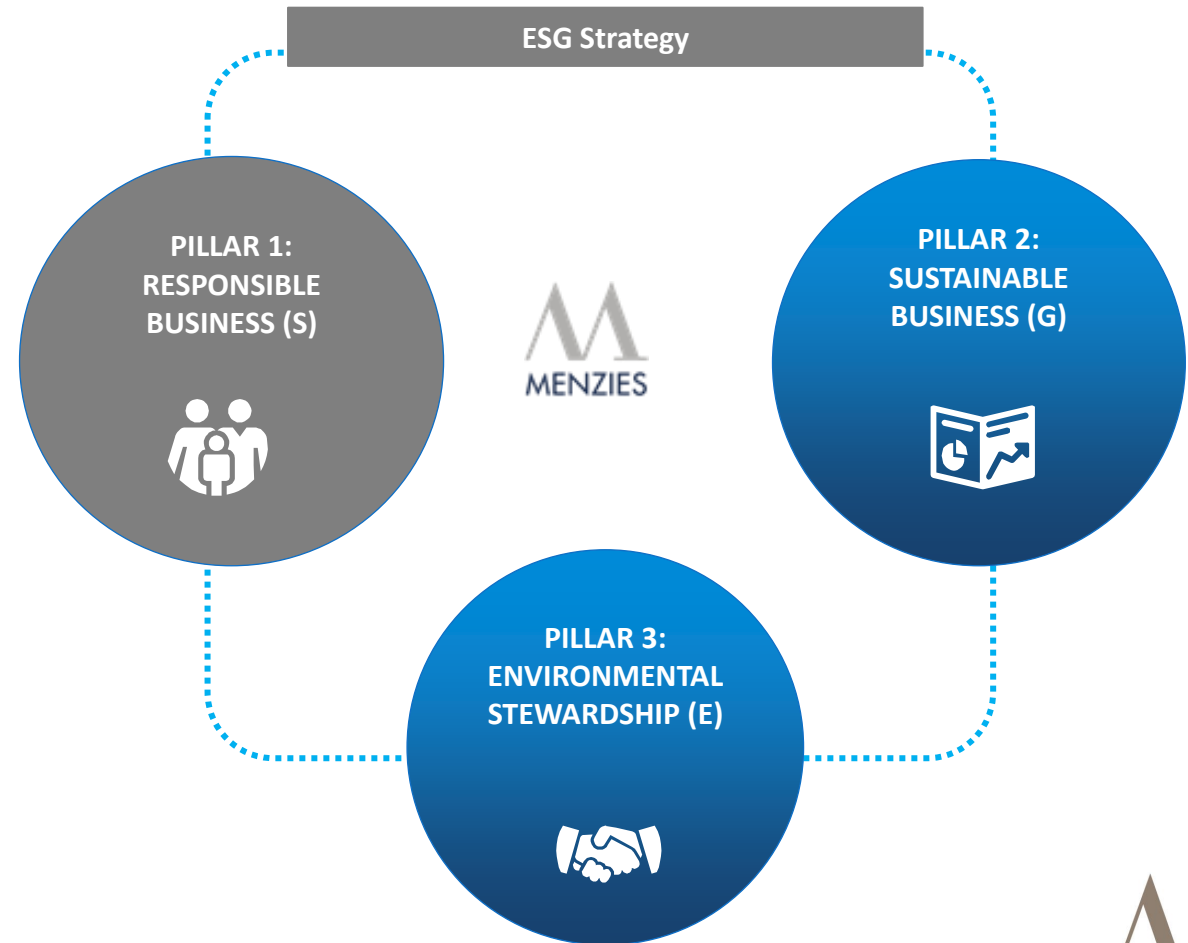 ESG Strategy
PILLAR 1:
RESPONSIBLE
BUSINESS (S)
MENZIES
PILLAR 2:
SUSTAINABLE
BUSINESS (G)
PILLAR 3:
ENVIRONMENTAL
STEWARDSHIP (E)